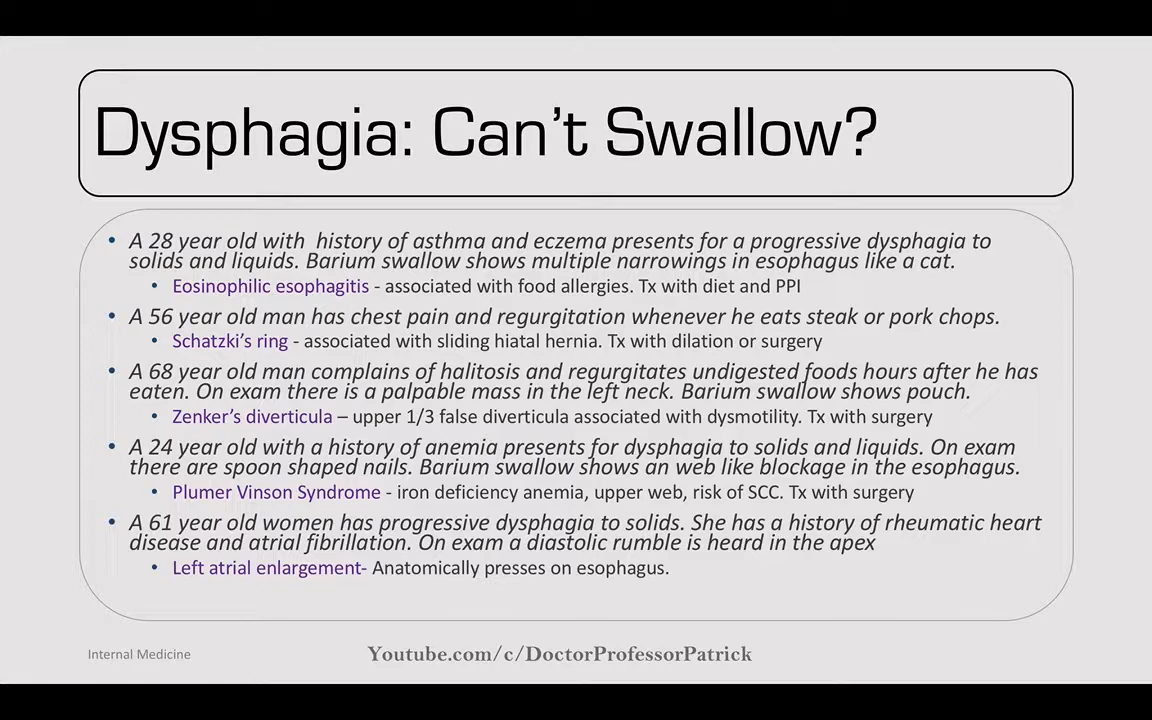 Dysphagia: Can't Swallow?
• A 28 year old with  history of asthma and eczema presents for a progressive dysphagia to
solids and liquids. Barium swallow shows multiple narrowings in esophagus like a cat.
• Eosinophilic esophagitis - associated with food allergies. Tx with diet and PPI
• A 56 year old man has chest pain and regurgitation whenever he eats steak or pork chops.
• Schatzki's ring - associated with sliding hiatal hernia. Tx with dilation or surgery
• A 68 year old man complains of halitosis and regurgitates undigested foods hours after he has
eaten. On exam there is a palpable mass in the left neck. Barium swallow shows pouch.
• Zenker's diverticula – upper 1/3 false diverticula associated with dysmotility. Tx with surgery
• A 24 year old with a history of anemia presents for dysphagia to solids and liquids. On exam
there are spoon shaped nails. Barium swallow shows an web like blockage in the esophagus.
• Plumer Vinson Syndrome - iron deficiency anemia, upper web, risk of SCC. Tx with surgery
• A 61 year old women has progressive dysphagia to solids. She has a history of rheumatic heart
disease and atrial fibrillation. On exam a diastolic rumble is heard in the apex
• Left atrial enlargement- Anatomically presses on esophagus.
Internal Medicine
Youtube.com/c/DoctorProfessorPatrick